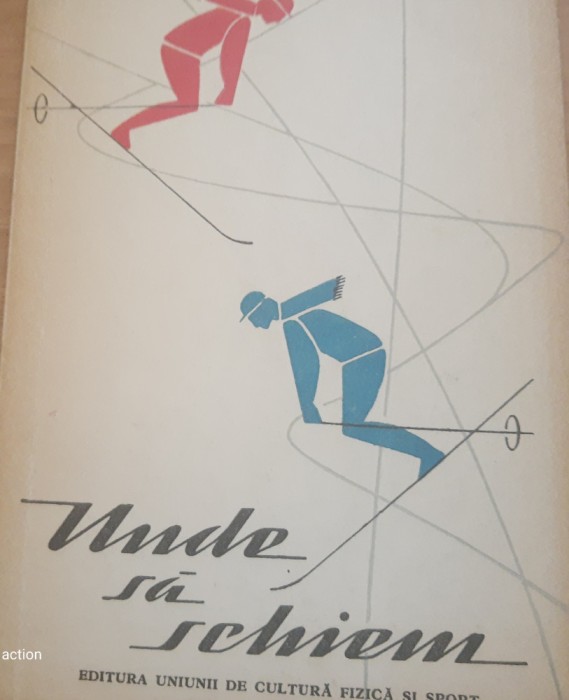 Unde
să
schiem
action
EDITURA UNIUNII DE CULTURĂ FIZICĂ ȘI SPORT